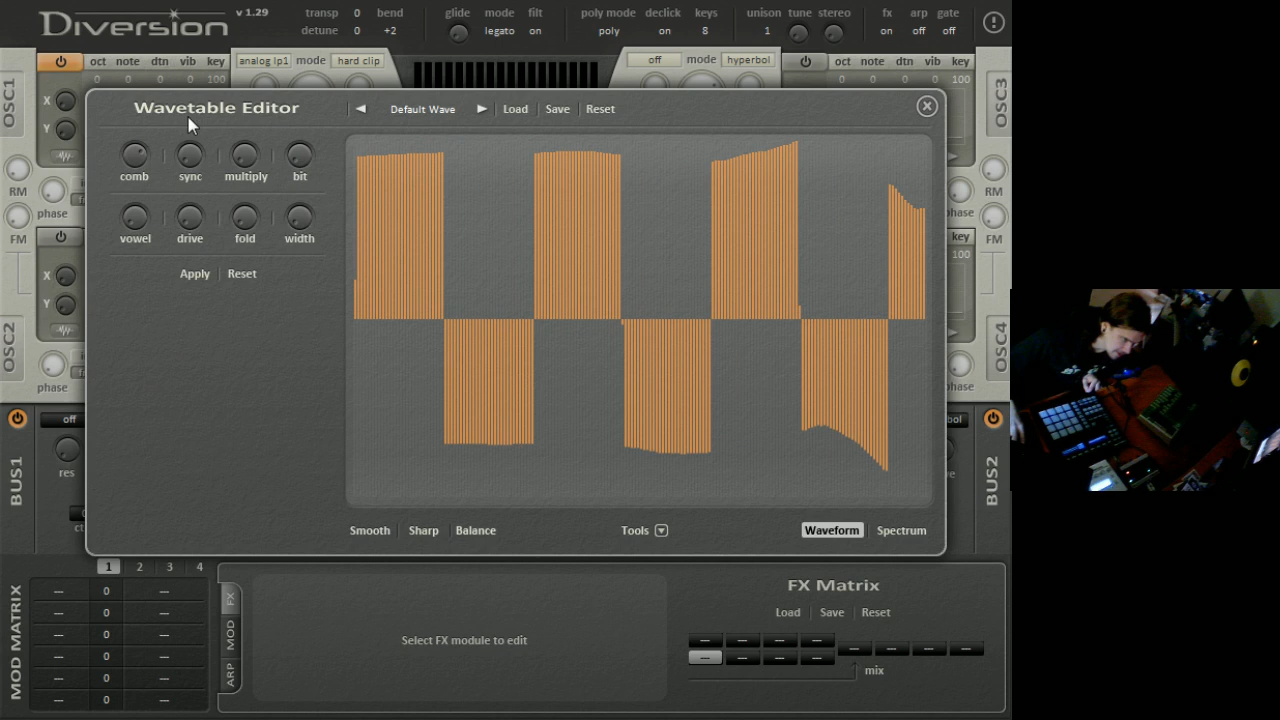 Diversion v 1.29
transp 0 bend glide mode filt poly mode declick keys unison tune stereo fx arp gate
detune 0 +2 legato on poly on 8 1 on off off
OSC1 oct note dtn vib key analog lp1 mode hard clip off mode hyperbol oct note dtn vib key OSC3
0 0 0 0 100 0 0 0 0 100
X
Y
RM RM
phase phase
FM FM
key
100
X
Y
OSC2 OSC4
phase phase
Wavetable Editor Default Wave Load Save Reset
comb sync multiply bit
vowel drive fold width
Apply Reset
Smooth Sharp Balance Tools Waveform Spectrum
BUS1 off
res
BUS2
MOD MATRIX
1 2 3 4
--- 0 ---
--- 0 ---
--- 0 ---
--- 0 ---
--- 0 ---
--- 0 ---
FX
MOD
ARP
Select FX module to edit
FX Matrix
Load Save Reset
--- --- --- ---
--- --- --- ---
--- --- --- ---
mix